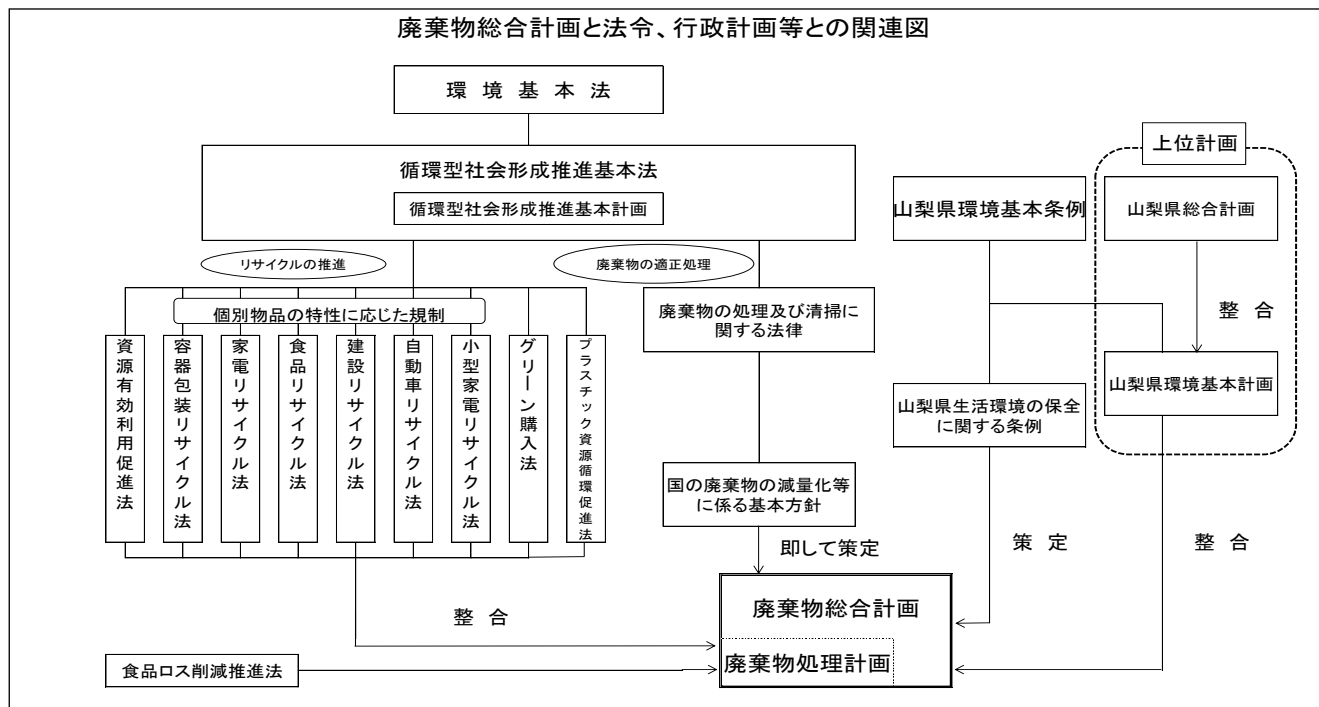 廃棄物総合計画と法令、行政計画等との関連図
環 境 基 本 法
循環型社会形成推進基本法
循環型社会形成推進基本計画
上位計画
山梨県環境基本条例
山梨県総合計画
リサイクルの推進
廃棄物の適正処理
個別物品の特性に応じた規制
廃棄物の処理及び清掃に
関する法律
整 合
資源有効利用促進法
容器包装リサイクル法
家電リサイクル法
食品リサイクル法
建設リサイクル法
自動車リサイクル法
小型家電リサイクル法
グリーン購入法
プラスチック資源循環促進法
山梨県環境基本計画
山梨県生活環境の保全
に関する条例
国の廃棄物の減量化等
に係る基本方針
即して策定
策 定
整 合
整 合
廃棄物総合計画
廃棄物処理計画
食品ロス削減推進法